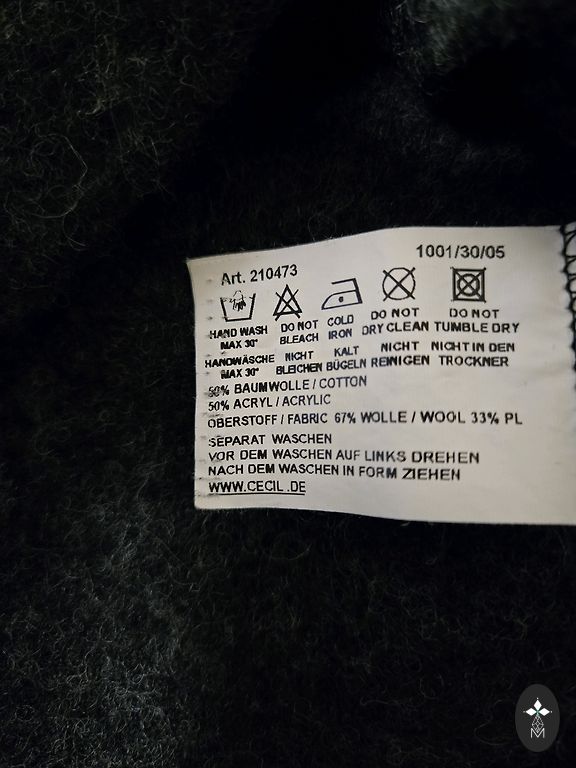 1001/30/05
Art. 210473
HAND WASH MAX 30° DO NOT BLEACH COLD IRON DO NOT DRY CLEAN DO NOT TUMBLE DRY
HANDWÄSCHE MAX 30° NICHT BLEICHEN KALT BÜGELN NICHT REINIGEN NICHT IN DEN TROCKNER
50% BAUMWOLLE / COTTON
50% ACRYL / ACRYLIC
OBERSTOFF / FABRIC 67% WOLLE / WOOL 33% PL
SEPARAT WASCHEN
VOR DEM WASCHEN AUF LINKS DREHEN
NACH DEM WASCHEN IN FORM ZIEHEN
WWW.CECIL.DE
M